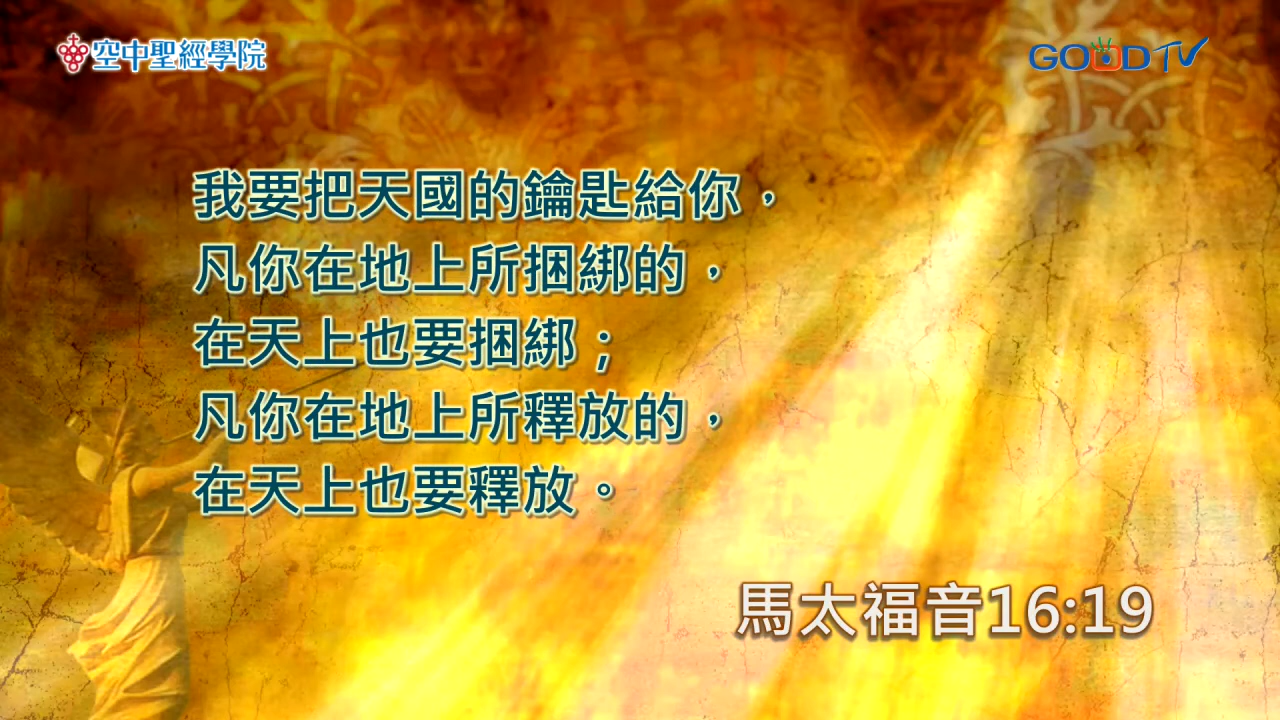 空中聖經學院
GOODTV
我要把天國的鑰匙給你，
凡你在地上所捆綁的，
在天上也要捆綁；
凡你在地上所釋放的，
在天上也要釋放。
馬太福音16:19